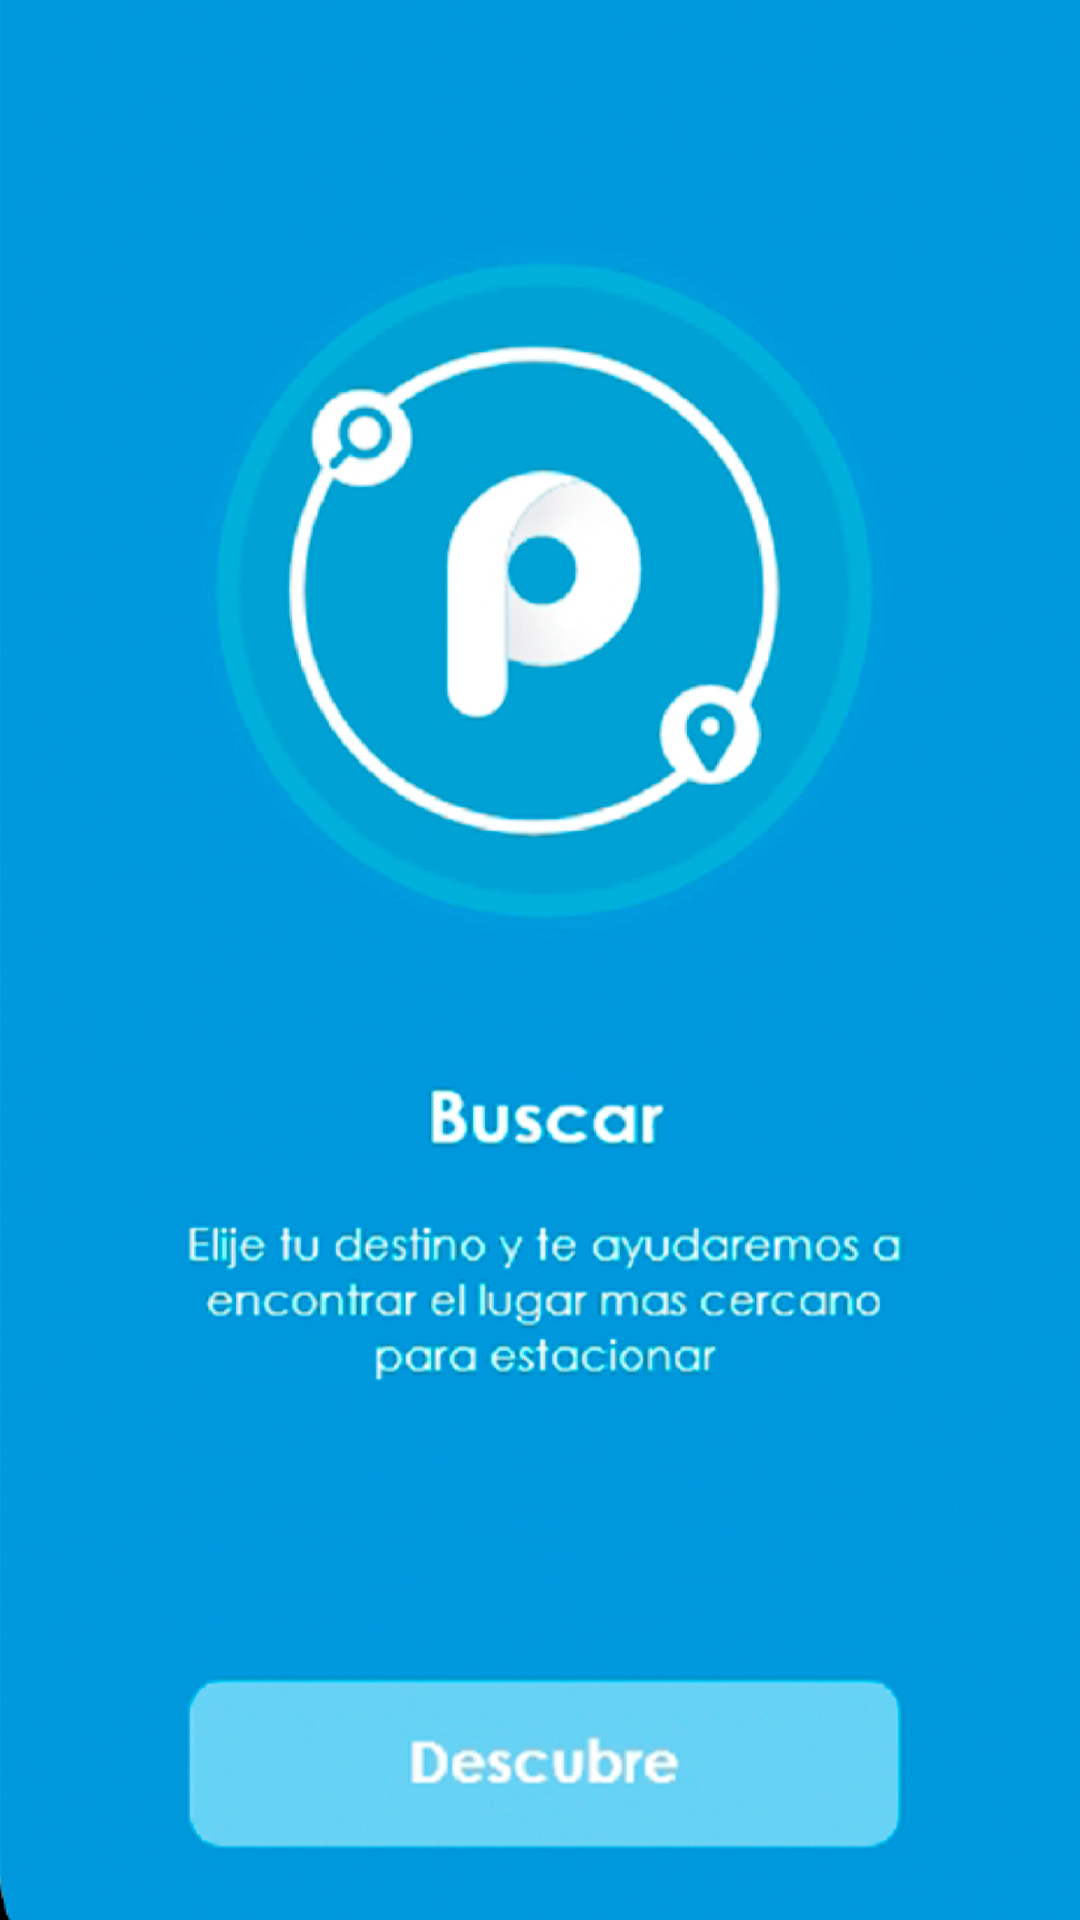 P
Buscar
Elije tu destino y te ayudaremos a
encontrar el lugar mas cercano
para estacionar
Descubre